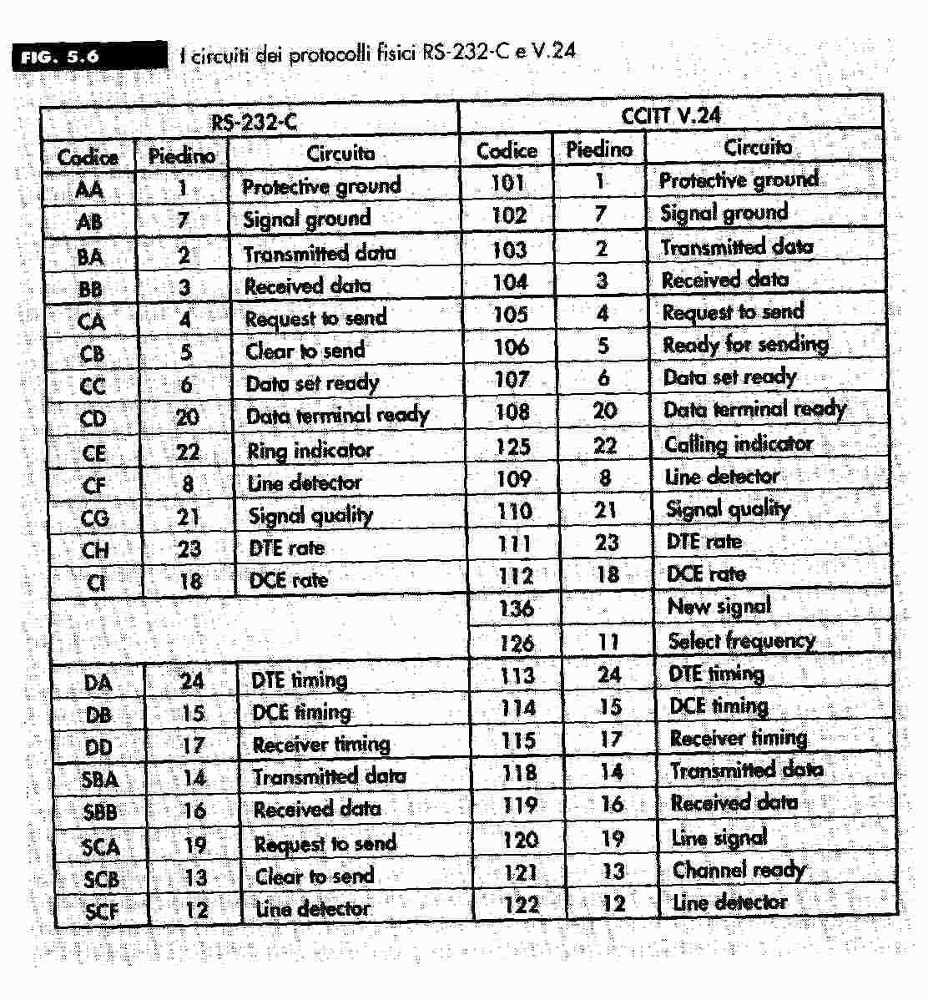 FIG. 5.6 I circuiti dei protocolli fisici RS-232-C e V.24
RS-232-C CCITT V.24
Codice Piedino Circuito Codice Piedino Circuito
AA 1 Protective ground 101 1 Protective ground
AB 7 Signal ground 102 7 Signal ground
BA 2 Transmitted data 103 2 Transmitted data
BB 3 Received data 104 3 Received data
CA 4 Request to send 105 4 Request to send
CB 5 Clear to send 106 5 Ready for sending
CC 6 Data set ready 107 6 Data set ready
CD 20 Data terminal ready 108 20 Data terminal ready
CE 22 Ring indicator 125 22 Calling indicator
CF 8 Line detector 109 8 Line detector
CG 21 Signal quality 110 21 Signal quality
CH 23 DTE rate 111 23 DTE rate
CI 18 DCE rate 112 18 DCE rate
136 New signal
126 11 Select frequency
DA 24 DTE timing 113 24 DTE timing
DB 15 DCE timing 114 15 DCE timing
DD 17 Receiver timing 115 17 Receiver timing
SBA 14 Transmitted data 118 14 Transmitted data
SBB 16 Received data 119 16 Received data
SCA 19 Request to send 120 19 Line signal
SCB 13 Clear to send 121 13 Channel ready
SCF 12 Line detector 122 12 Line detector